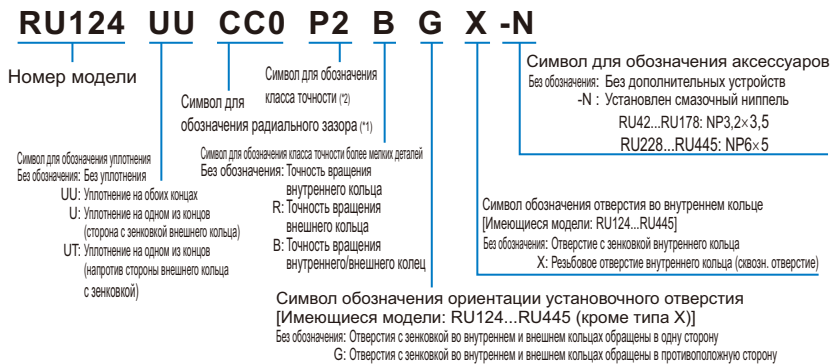 RU124 UU CC0 P2 B G X -N
Номер модели
Символ для
обозначения радиального зазора (*1)
Символ для обозначения
класса точности (*2)
Символ для обозначения аксессуаров
Без обозначения: Без дополнительных устройств
-N : Установлен смазочный ниппель
RU42...RU178: NP3,2×3,5
RU228...RU445: NP6×5
Символ для обозначения уплотнения
Без обозначения: Без уплотнения
UU: Уплотнение на обоих концах
U: Уплотнение на одном из концов
(сторона с зенковкой внешнего кольца)
UT: Уплотнение на одном из концов
(напротив стороны внешнего кольца
с зенковкой)
Символ для обозначения класса точности более мелких деталей
Без обозначения: Точность вращения
внутреннего кольца
R: Точность вращения
внешнего кольца
B: Точность вращения
внутреннего/внешнего колец
Символ обозначения отверстия во внутреннем кольце
[Имеющиеся модели: RU124...RU445]
Без обозначения: Отверстие с зенковкой внутреннего кольца
X: Резьбовое отверстие внутреннего кольца (сквозн. отверстие)
Символ обозначения ориентации установочного отверстия
[Имеющиеся модели: RU124...RU445 (кроме типа X)]
Без обозначения: Отверстия с зенковкой во внутреннем и внешнем кольцах обращены в одну сторону
G: Отверстия с зенковкой во внутреннем и внешнем кольцах обращены в противоположную сторону